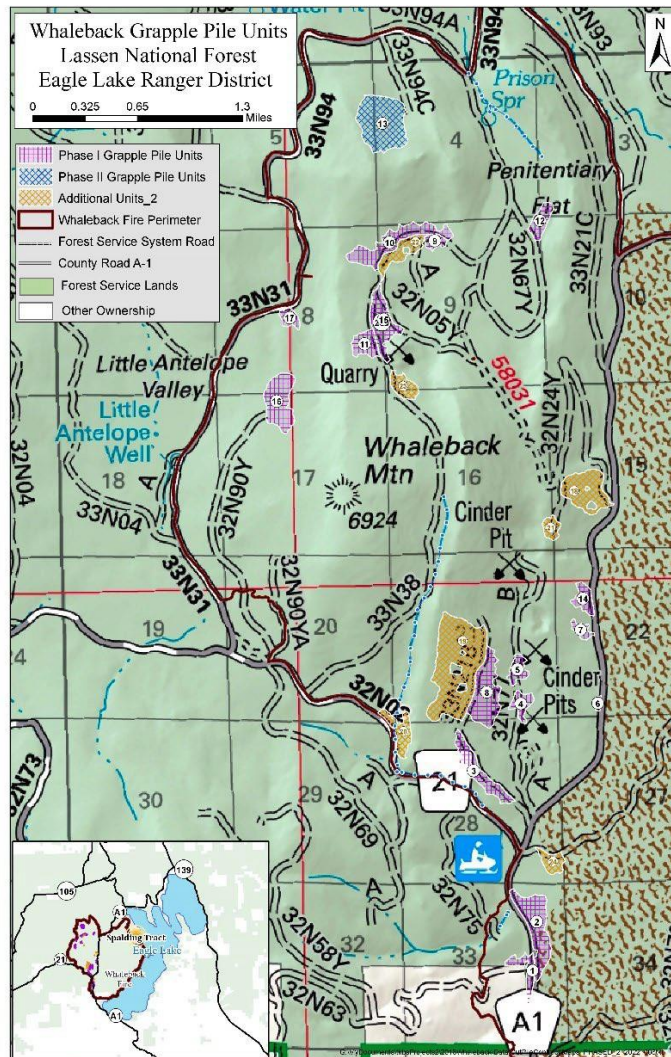 Whaleback Grapple Pile Units
Lassen National Forest
Eagle Lake Ranger District
0 0.325 0.65 1.3
Miles
N
Phase I Grapple Pile Units
Phase II Grapple Pile Units
Additional Units_2
Whaleback Fire Perimeter
Forest Service System Road
County Road A-1
Forest Service Lands
Other Ownership
33N94A
33N94
33N93
33N94C
33N94
Prison
Spr
5
4
3
13
Penitentiary
Flat
12
10
9
A
32N67Y
33N21C
32N05Y
9
10
33N31
17
8
15
11
Quarry
58031
Little Antelope
Valley
16
32N24Y
Little
Antelope
Well
A
32N04
18
33N04
32N90Y
17
Whaleback
Mtn
6924
16
15
Cinder
Pit
33N31
32N90YA
33N38
B
14
7
22
19
20
5
4
8
Cinder
Pits
6
3
21
A
32N73
30
29
A
32N69
A
28
27
32N75
2
32N58Y
32
33
34
1
32N63
A1
139
105
A1
Spalding Tract
Eagle Lake
21
Whaleback
Fire
A1